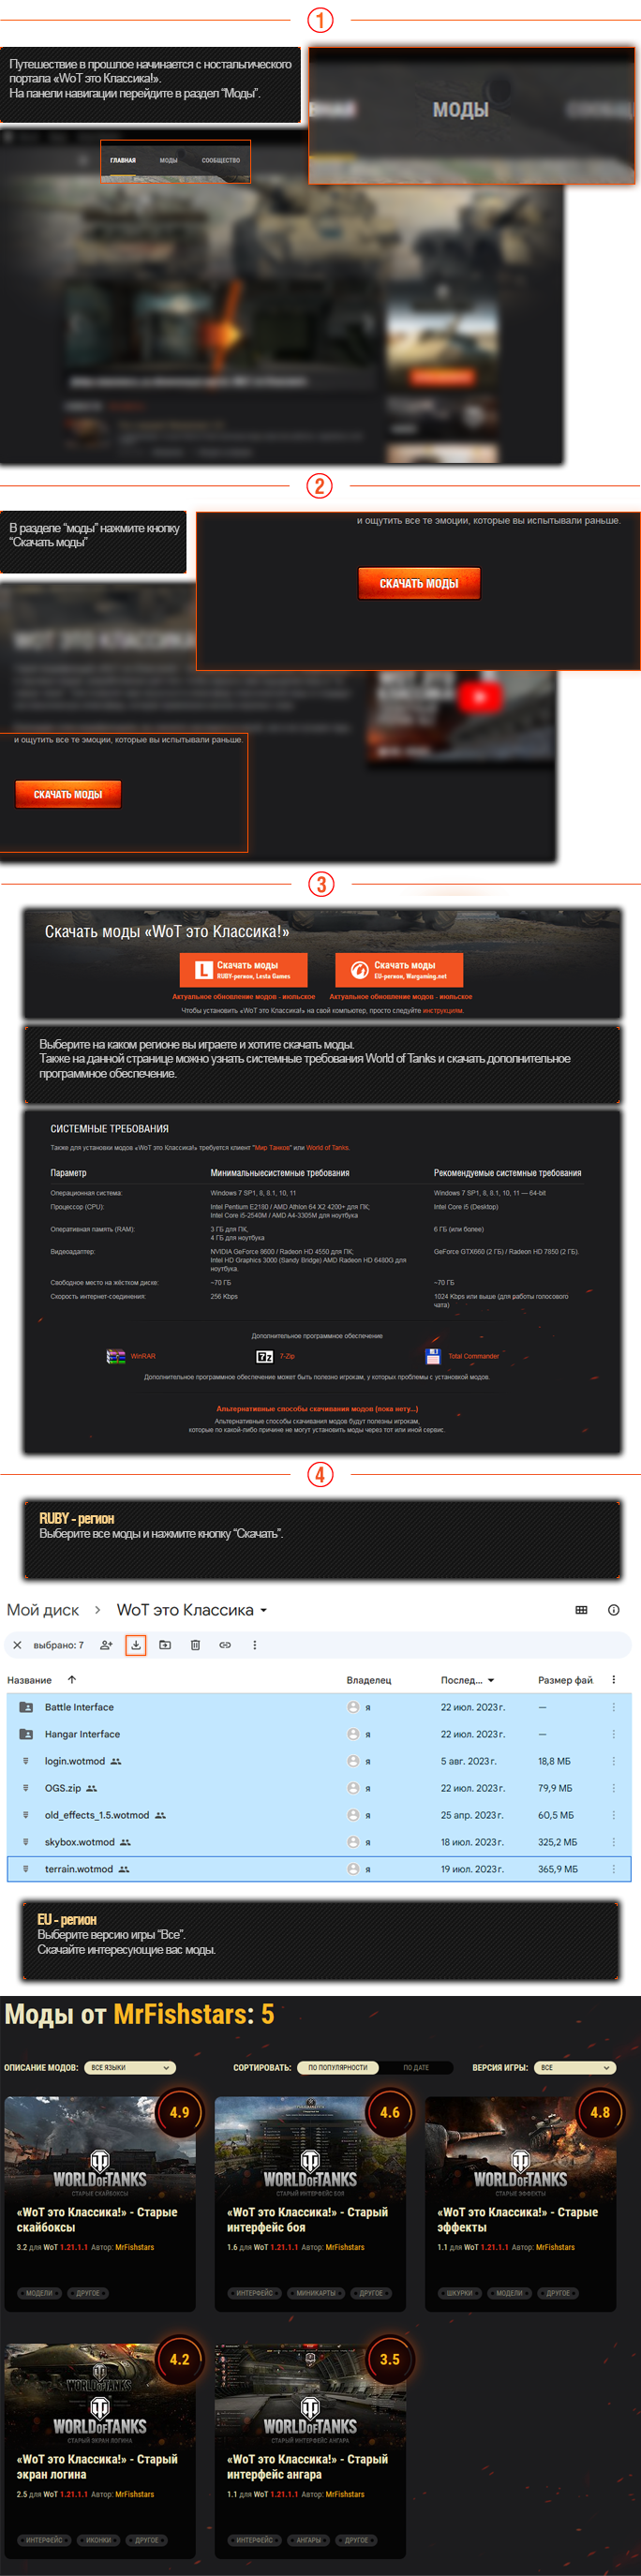 1
Путешествие в прошлое начинается с ностальгического
портала «WoT это Классика!».
На панели навигации перейдите в раздел “Моды”.
МОДЫ
ГЛАВНАЯ МОДЫ СООБЩЕСТВО
2
В разделе “моды” нажмите кнопку
“Скачать моды”
и ощутить все те эмоции, которые вы испытывали раньше.
СКАЧАТЬ МОДЫ
WOT ЭТО КЛАССИКА
и ощутить все те эмоции, которые вы испытывали раньше.
СКАЧАТЬ МОДЫ
3
Скачать моды «WoT это Классика!»
Скачать моды
RUBY-регион, Lesta Games
Скачать моды
EU-регион, Wargaming.net
Актуальное обновление модов - июльское
Актуальное обновление модов - июльское
Чтобы установить «WoT это Классика!» на свой компьютер, просто следуйте инструкциям.
Выберите на каком регионе вы играете и хотите скачать моды.
Также на данной странице можно узнать системные требования World of Tanks и скачать дополнительное
программное обеспечение.
СИСТЕМНЫЕ ТРЕБОВАНИЯ
Также для установки модов «WoT это Классика!» требуется клиент "Мир Танков" или World of Tanks.
Параметр Минимальныесистемные требования Рекомендуемые системные требования
Операционная система: Windows 7 SP1, 8, 8.1, 10, 11 Windows 7 SP1, 8, 8.1, 10, 11 — 64-bit
Процессор (CPU): Intel Pentium E2180 / AMD Athlon 64 X2 4200+ для ПК; Intel Core i5 (Desktop)
Intel Core i5-2540M / AMD A4-3305M для ноутбука
Оперативная память (RAM): 3 ГБ для ПК, 6 ГБ (или более)
4 ГБ для ноутбука
Видеоадаптер: NVIDIA GeForce 8600 / Radeon HD 4550 для ПК; GeForce GTX660 (2 ГБ) / Radeon HD 7850 (2 ГБ).
Intel HD Graphics 3000 (Sandy Bridge) AMD Radeon HD 6480G для
ноутбука.
Свободное место на жёстком диске: ~70 ГБ ~70 ГБ
Скорость интернет-соединения: 256 Kbps 1024 Kbps или выше (для работы голосового
чата)
Дополнительное программное обеспечение
WinRAR 7-Zip Total Commander
Дополнительное программное обеспечение может быть полезно игрокам, у которых проблемы с установкой модов.
Альтернативные способы скачивания модов (пока нету...)
Альтернативные способы скачивания модов будут полезны игрокам,
которые по какой-либо причине не могут установить моды через тот или иной сервис.
4
RUBY - регион
Выберите все моды и нажмите кнопку “Скачать”.
Мой диск > WoT это Классика
выбрано: 7
Название Владелец Послед... Размер фай
Battle Interface я 22 июл. 2023 г. —
Hangar Interface я 22 июл. 2023 г. —
login.wotmod я 5 авг. 2023 г. 18,8 МБ
OGS.zip я 22 июл. 2023 г. 79,9 МБ
old_effects_1.5.wotmod я 25 апр. 2023 г. 60,5 МБ
skybox.wotmod я 18 июл. 2023 г. 325,2 МБ
terrain.wotmod я 19 июл. 2023 г. 365,9 МБ
EU - регион
Выберите версию игры “Все”.
Скачайте интересующие вас моды.
Моды от MrFishstars: 5
ОПИСАНИЕ МОДОВ: ВСЕ ЯЗЫКИ СОРТИРОВАТЬ: ПО ПОПУЛЯРНОСТИ ПО ДАТЕ ВЕРСИЯ ИГРЫ: ВСЕ
4.9
WORLD OF TANKS
СТАРЫЕ СКАЙБОКСЫ
«WoT это Классика!» - Старые
скайбоксы
3.2 для WoT 1.21.1.1 Автор: MrFishstars
МОДЕЛИ ДРУГОЕ
4.6
WORLD OF TANKS
СТАРЫЙ ИНТЕРФЕЙС БОЯ
«WoT это Классика!» - Старый
интерфейс боя
1.6 для WoT 1.21.1.1 Автор: MrFishstars
ИНТЕРФЕЙС МИНИКАРТЫ ДРУГОЕ
4.8
WORLD OF TANKS
СТАРЫЕ ЭФФЕКТЫ
«WoT это Классика!» - Старые
эффекты
1.1 для WoT 1.21.1.1 Автор: MrFishstars
ШКУРКИ МОДЕЛИ ДРУГОЕ
4.2
WORLD OF TANKS
СТАРЫЙ ЭКРАН ЛОГИНА
«WoT это Классика!» - Старый
экран логина
2.5 для WoT 1.21.1.1 Автор: MrFishstars
ИНТЕРФЕЙС ИКОНКИ ДРУГОЕ
3.5
WORLD OF TANKS
СТАРЫЙ ИНТЕРФЕЙС АНГАРА
«WoT это Классика!» - Старый
интерфейс ангара
1.1 для WoT 1.21.1.1 Автор: MrFishstars
ИНТЕРФЕЙС АНГАРЫ ДРУГОЕ